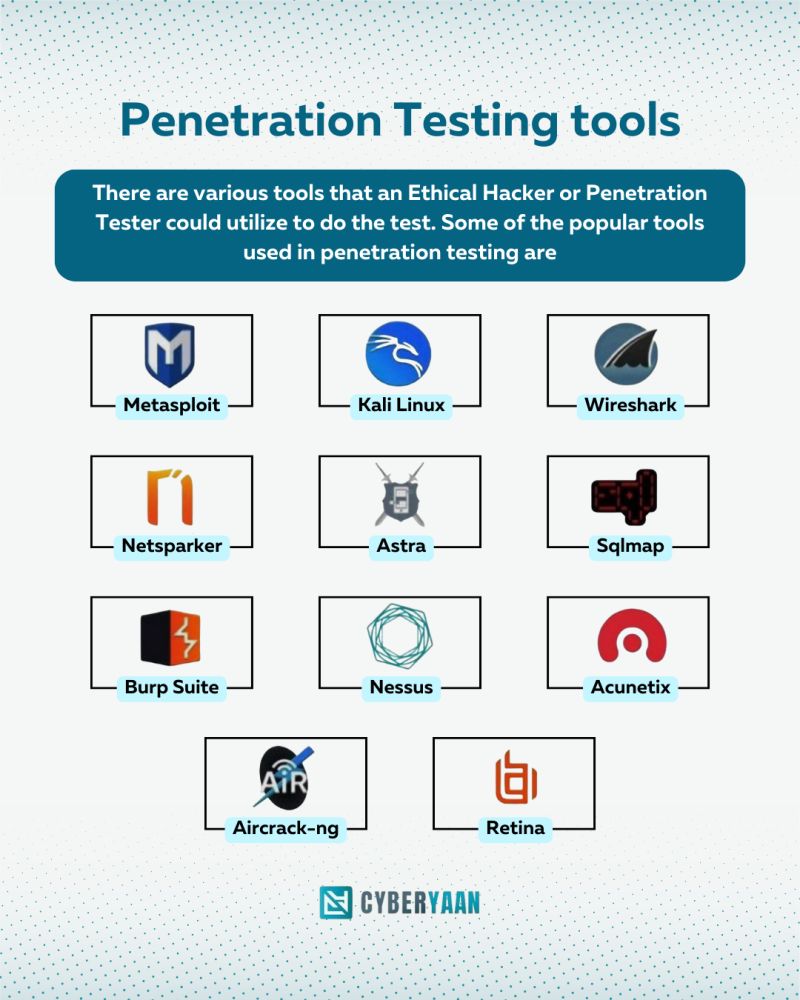 Penetration Testing tools
There are various tools that an Ethical Hacker or Penetration
Tester could utilize to do the test. Some of the popular tools
used in penetration testing are
Metasploit
Kali Linux
Wireshark
Netsparker
Astra
Sqlmap
Burp Suite
Nessus
Acunetix
AiR
Aircrack-ng
Retina
CYBERYAAN